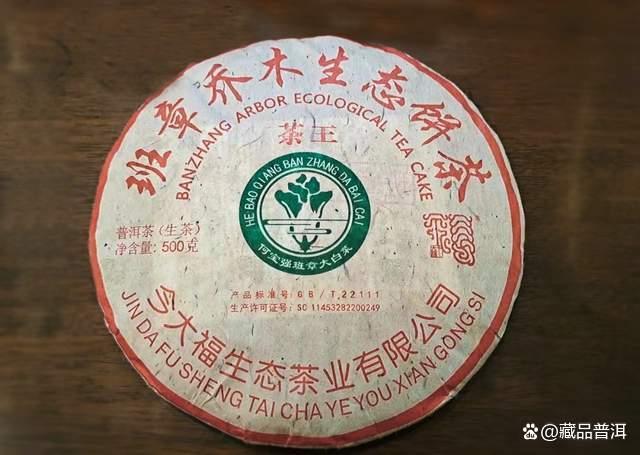 班章乔木生态饼茶
BANZHANG ARBOR ECOLOGICAL TEA CAKE
茶王
HE BAO QIANG BAN ZHANG DA BAI CAI
何宝强班章大白菜
普洱茶（生茶）
净含量：500克
产品标准号：GB/T,22111
生产许可证号：SC 11453282200249
今大福生态茶业有限公司
JIN DA FU SHENG TAI CHA YE YOU XIAN GONG SI
@藏品普洱